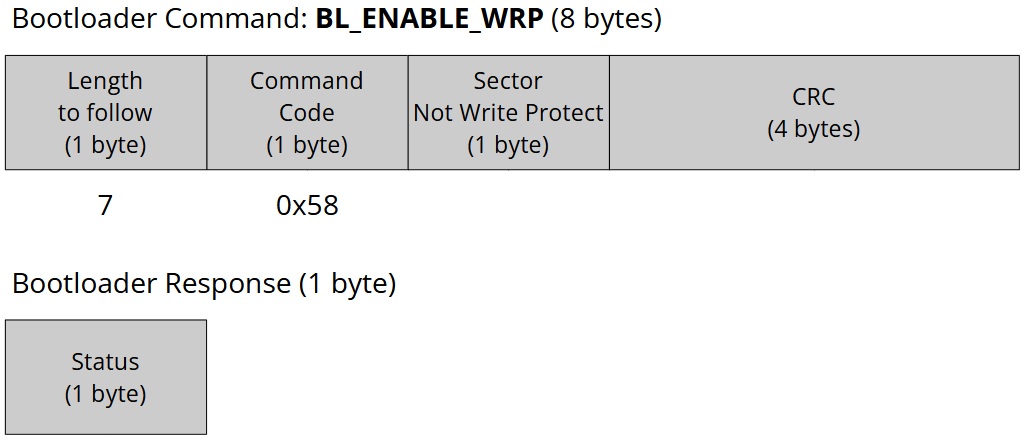 Bootloader Command: BL_ENABLE_WRP (8 bytes)
Length
to follow
(1 byte)
Command
Code
(1 byte)
Sector
Not Write Protect
(1 byte)
CRC
(4 bytes)
7
0x58
Bootloader Response (1 byte)
Status
(1 byte)